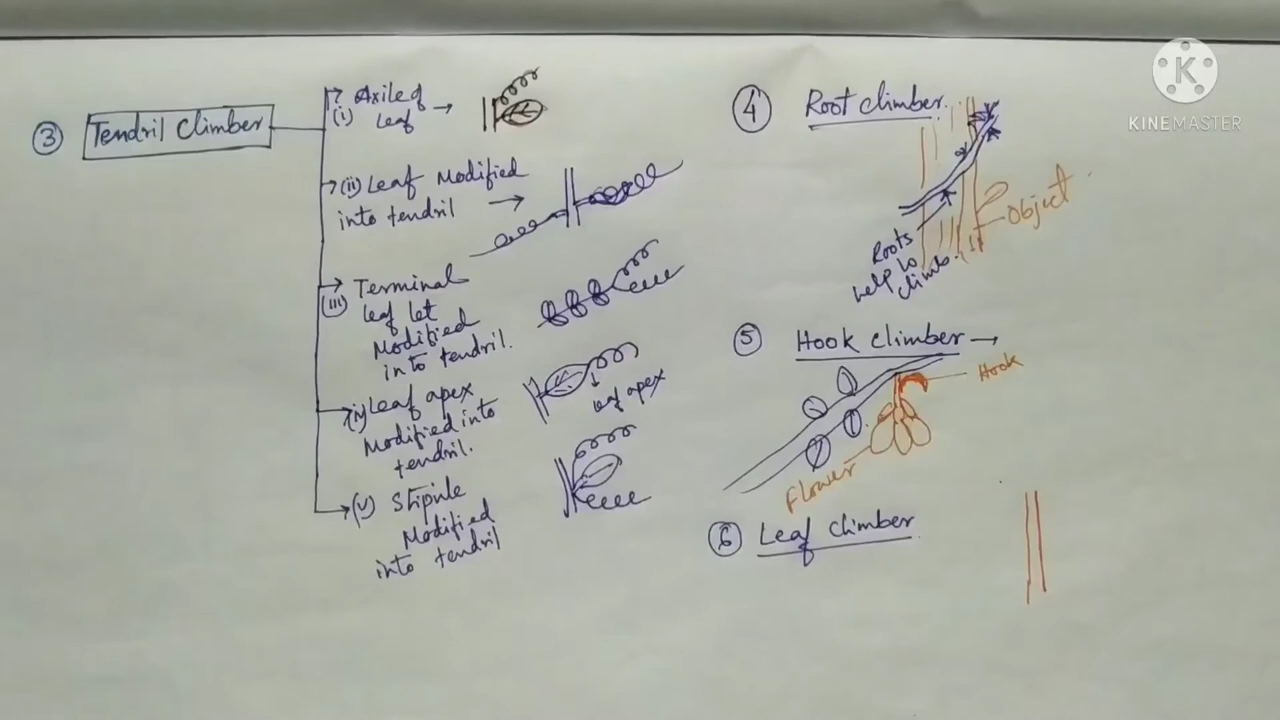 ③ Tendril Climber
→ Axile of
(i) Leaf →
→(ii) Leaf Modified
into tendril →
→ Terminal
(iii) leaf let
Modified
into tendril.
→(iv) Leaf apex
Modified into
tendril.
leaf apex
→(v) Stipule
Modified
into tendril
④ Root climber.
Object
Roots
help to
climb.
⑤ Hook climber →
Hook
Flower
⑥ Leaf climber
K
KINEMASTER